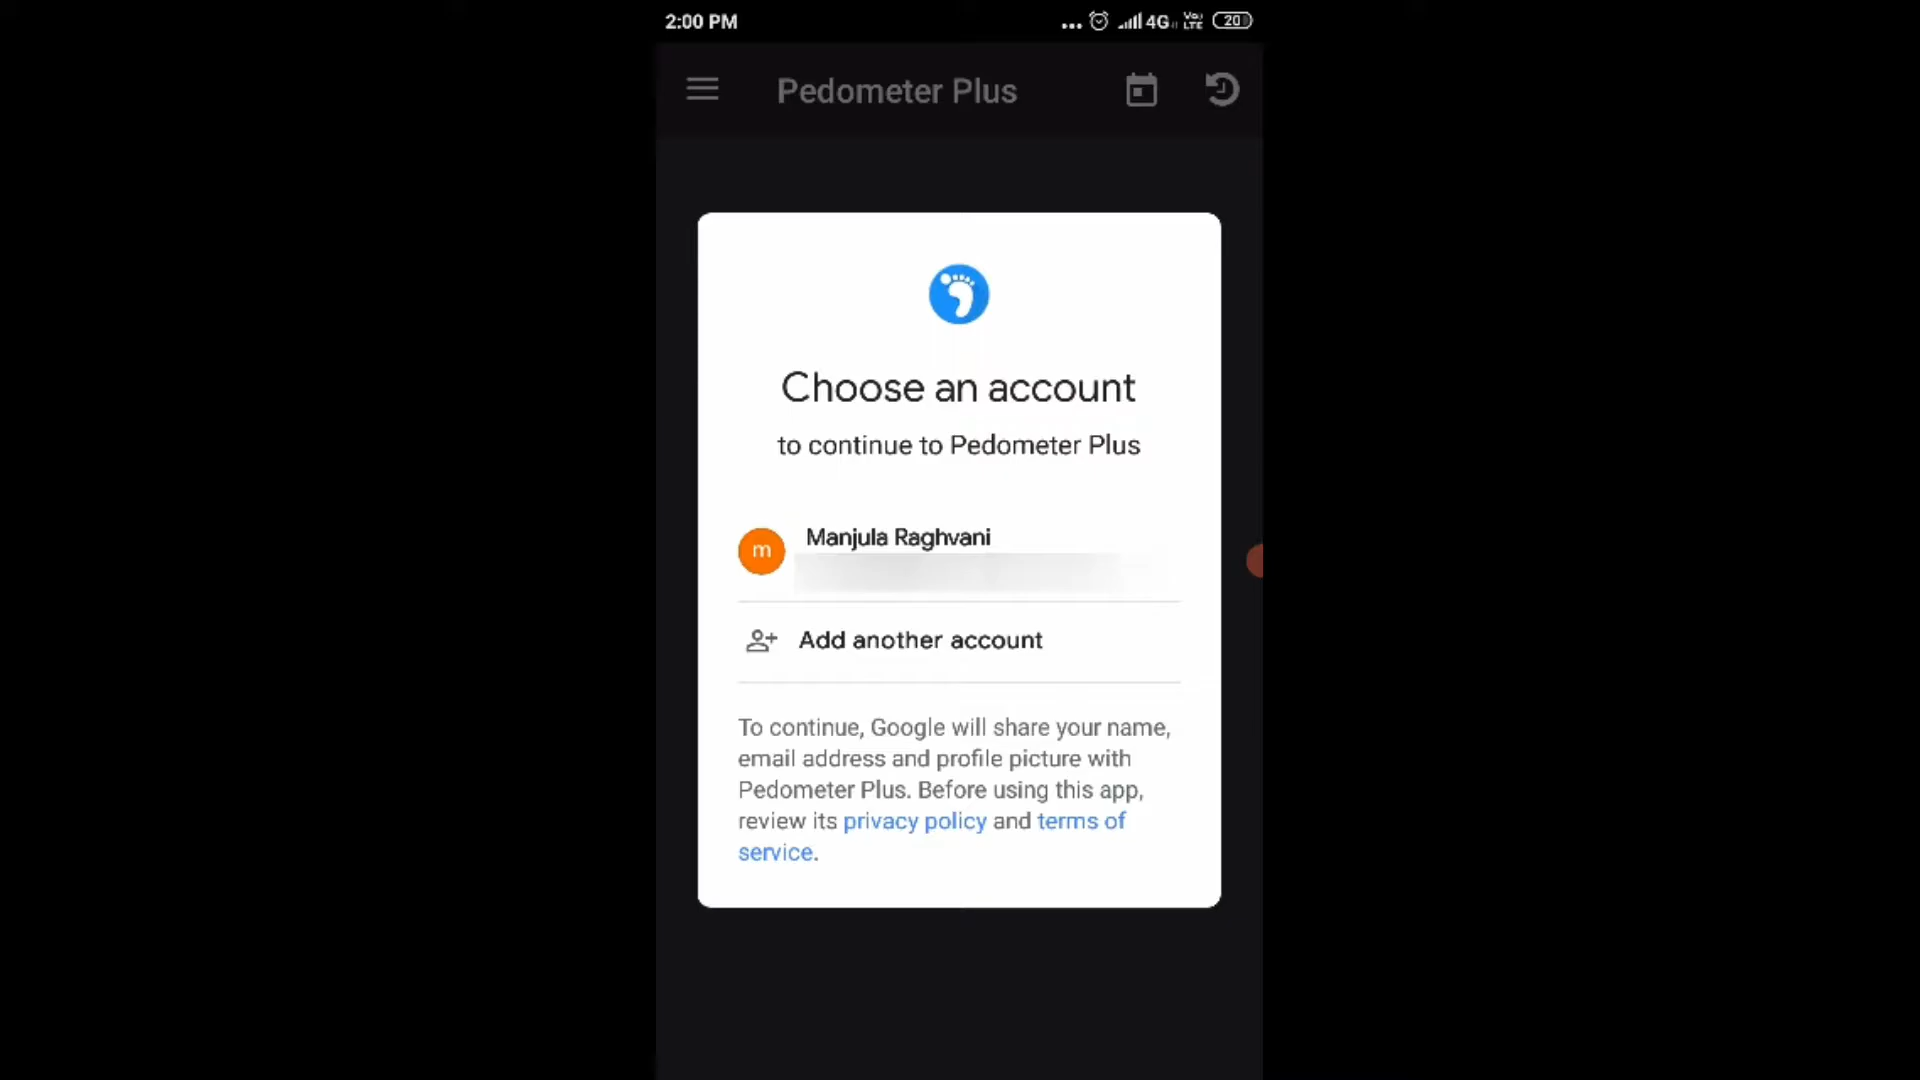 2:00 PM
4G
Vo
LTE
20
Pedometer Plus
Choose an account
to continue to Pedometer Plus
m
Manjula Raghvani
Add another account
To continue, Google will share your name,
email address and profile picture with
Pedometer Plus. Before using this app,
review its privacy policy and terms of
service.